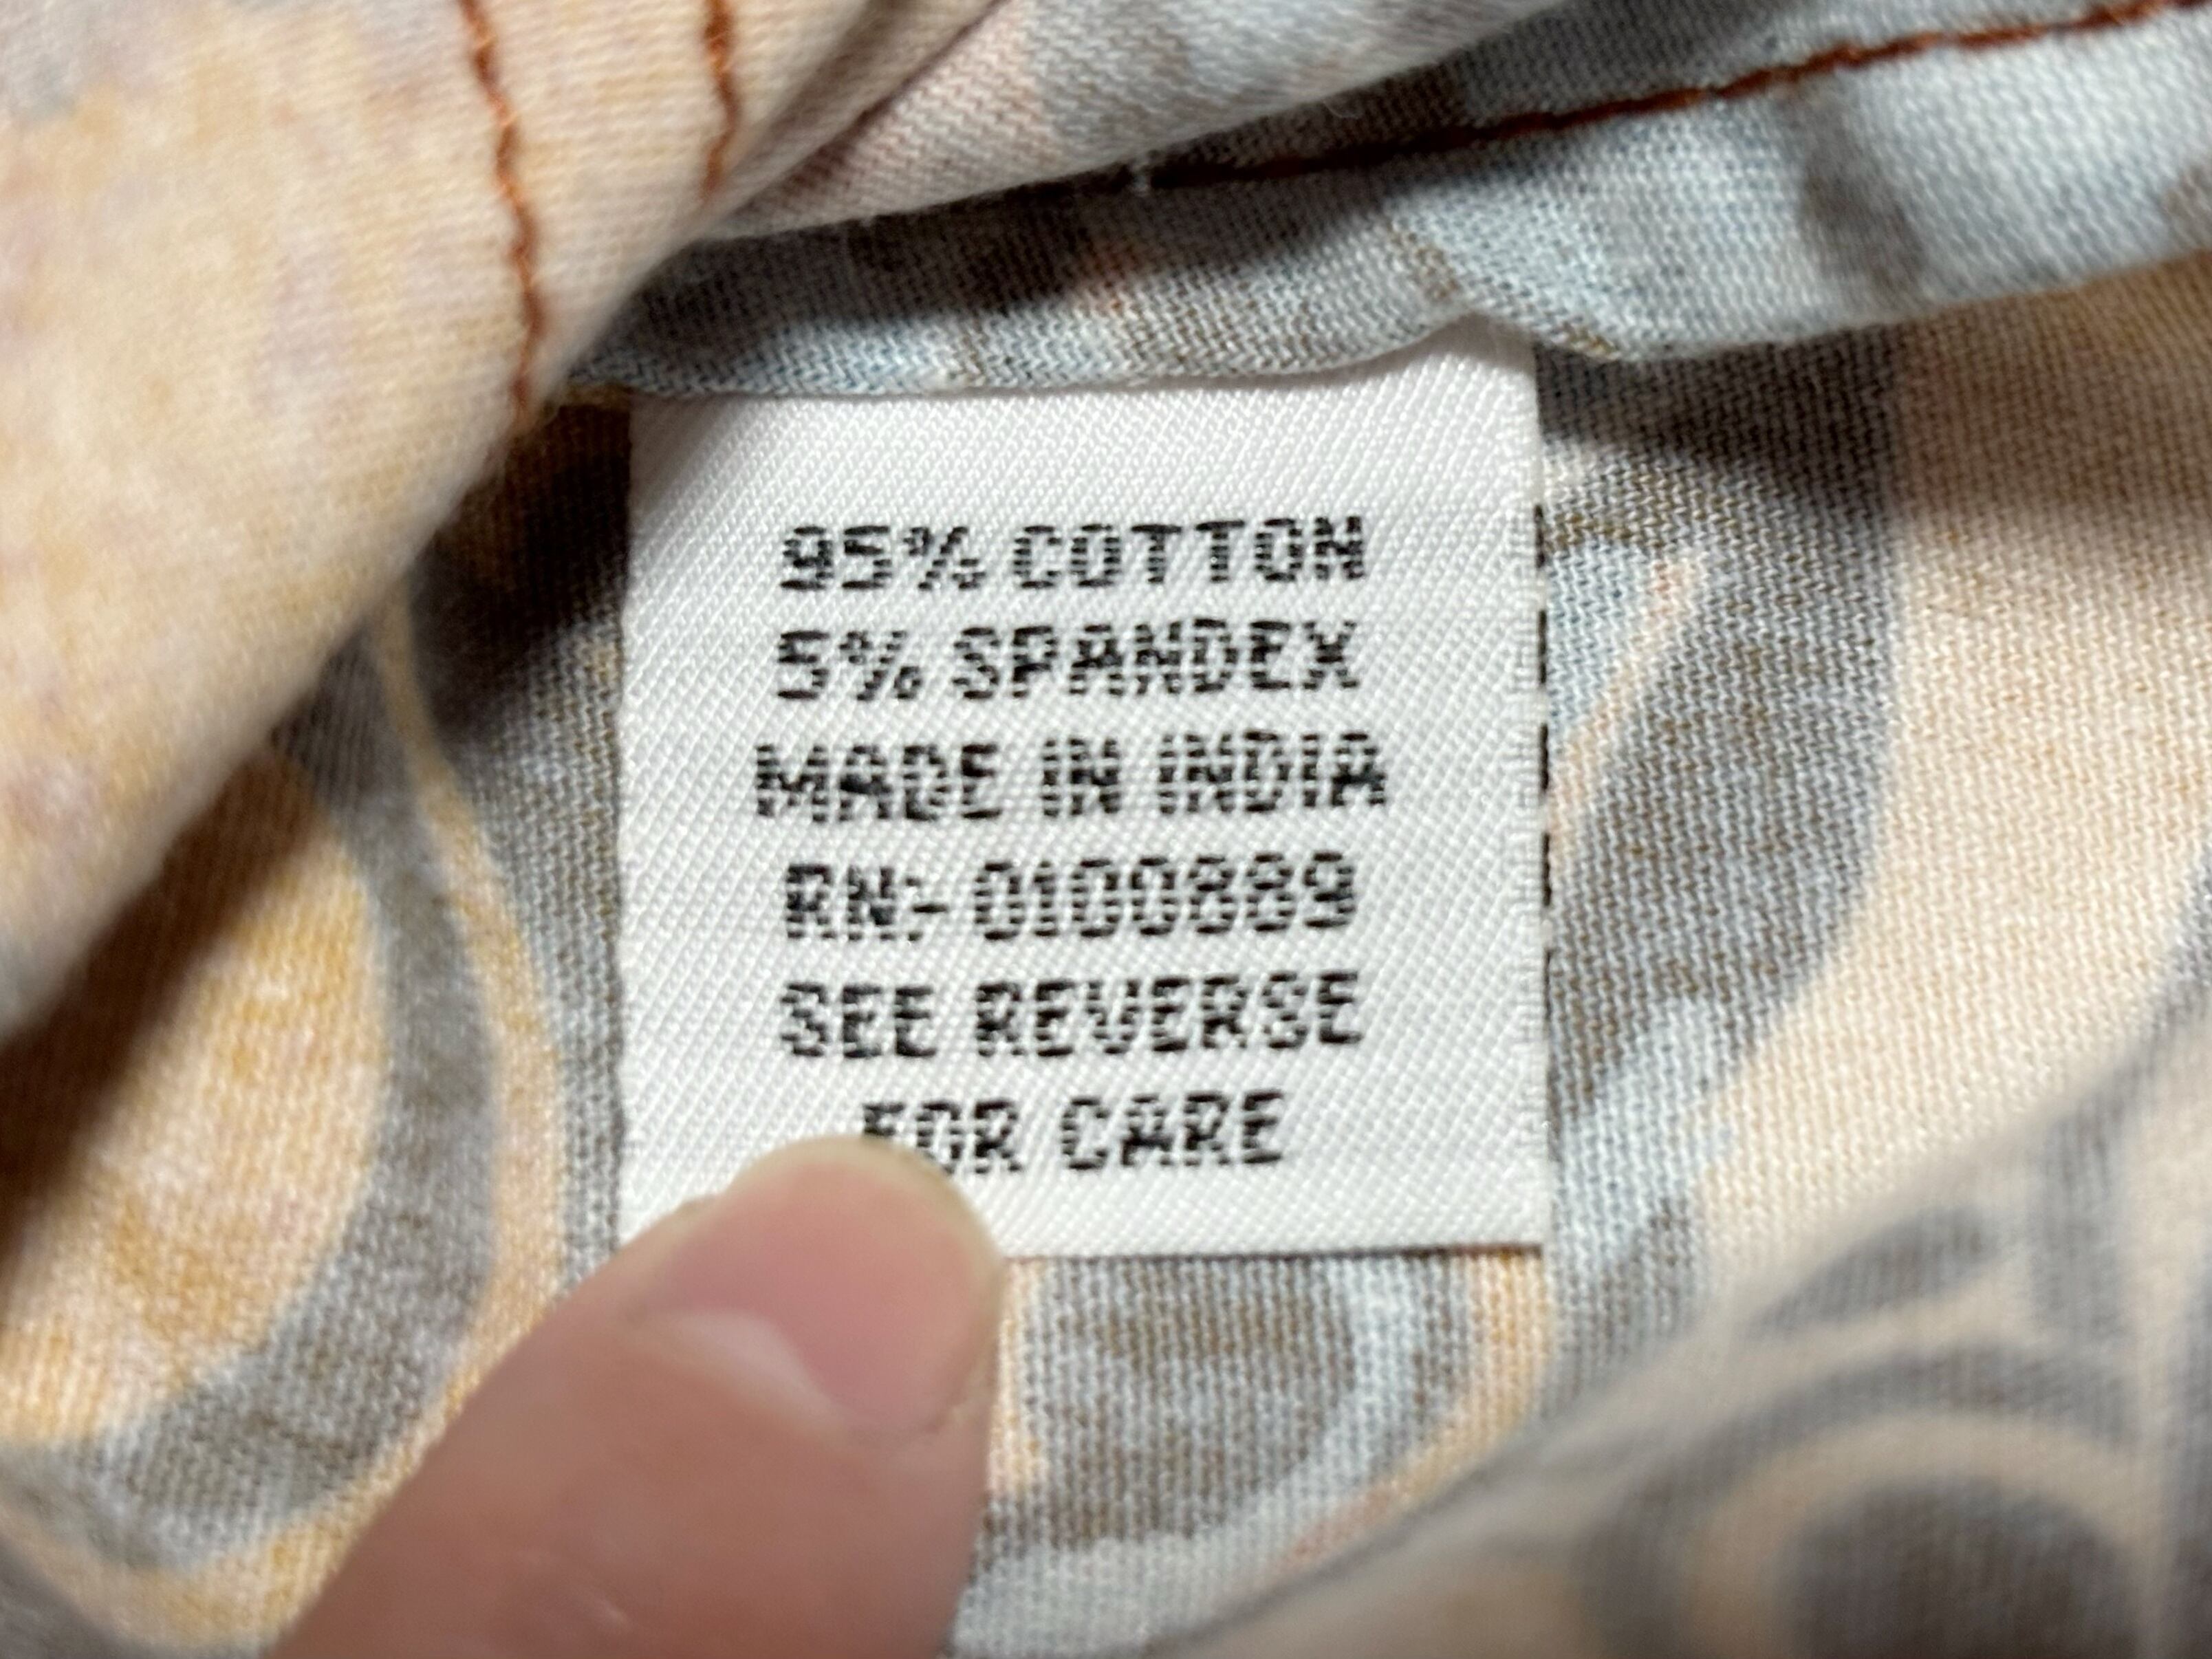 95% COTTON
5% SPANDEX
MADE IN INDIA
RN:- 0100889
SEE REVERSE
FOR CARE